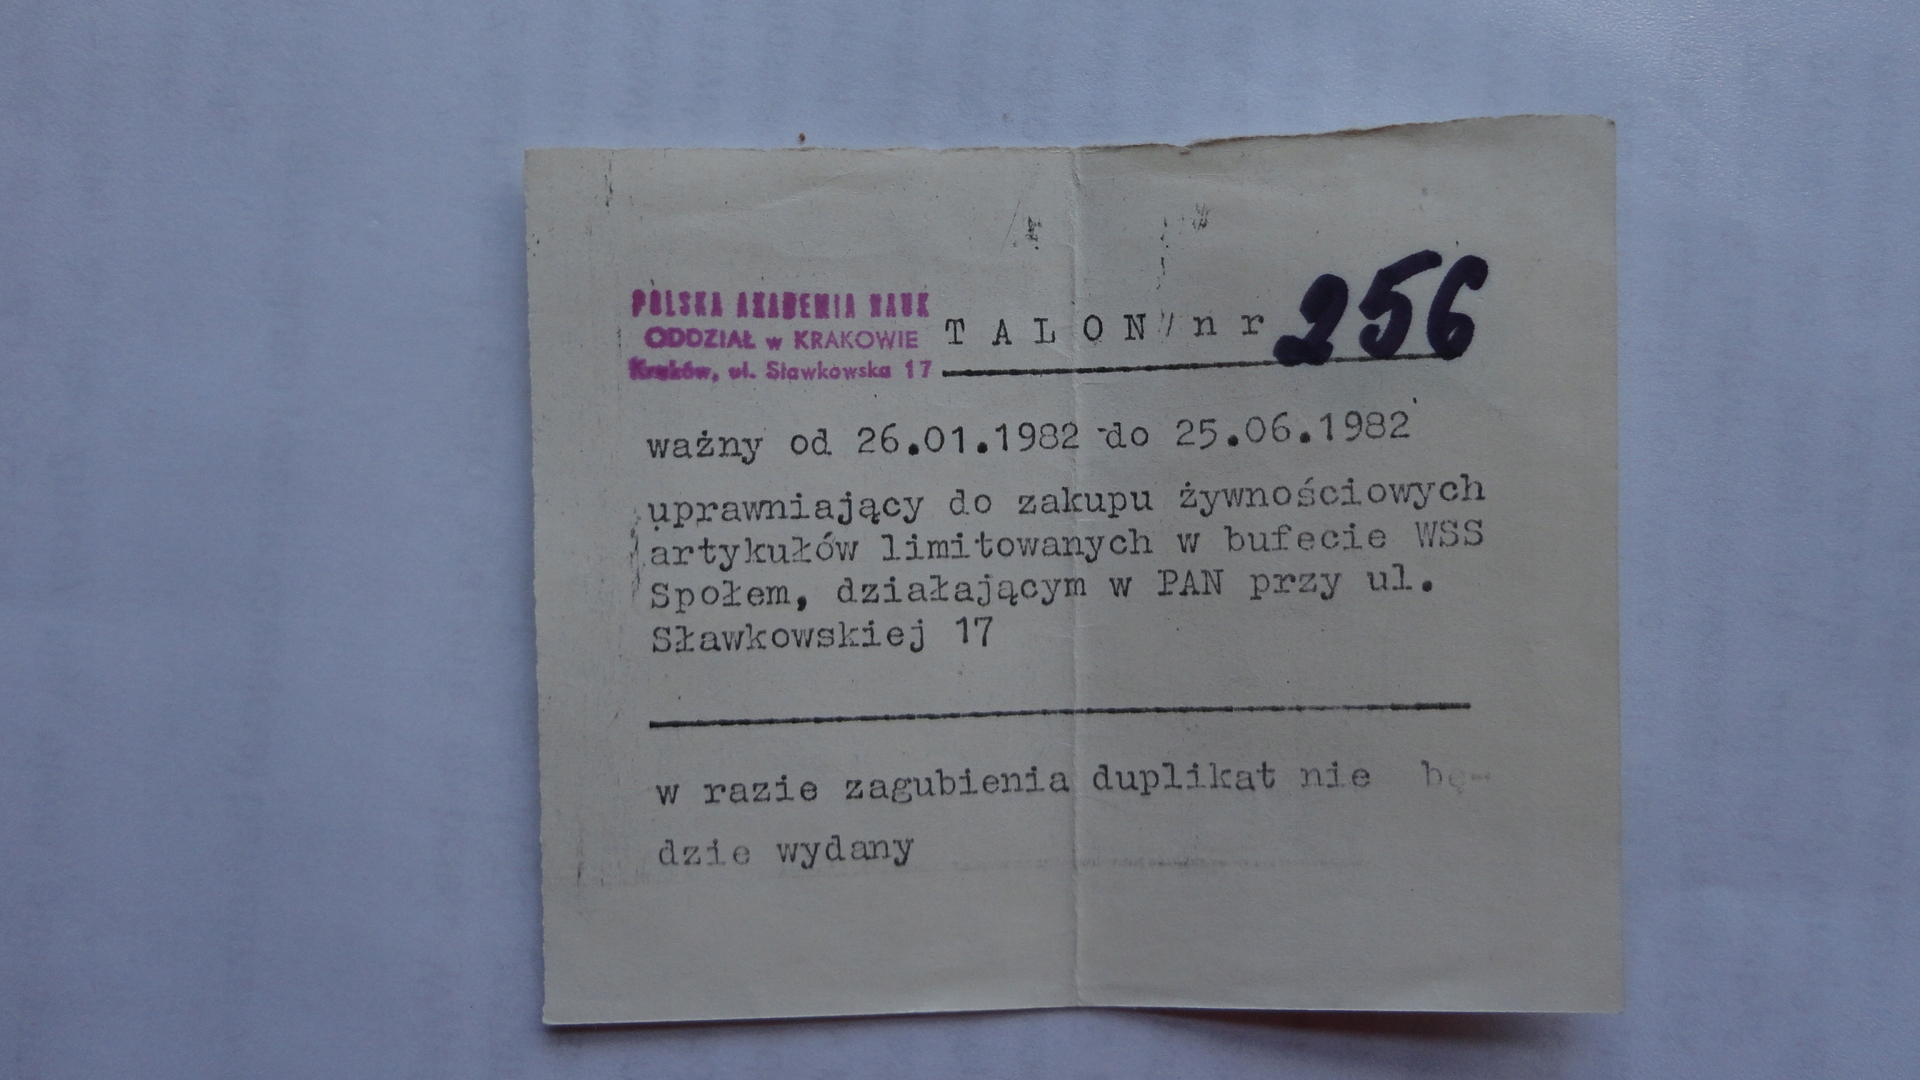 POLSKA AKADEMIA NAUK
ODDZIAŁ w KRAKOWIE
Kraków, ul. Sławkowska 17
TALON nr 256
ważny od 26.01.1982 do 25.06.1982
uprawniający do zakupu żywnościowych
artykułów limitowanych w bufecie WSS
Społem, działającym w PAN przy ul.
Sławkowskiej 17
w razie zagubienia duplikat nie bę-
dzie wydany